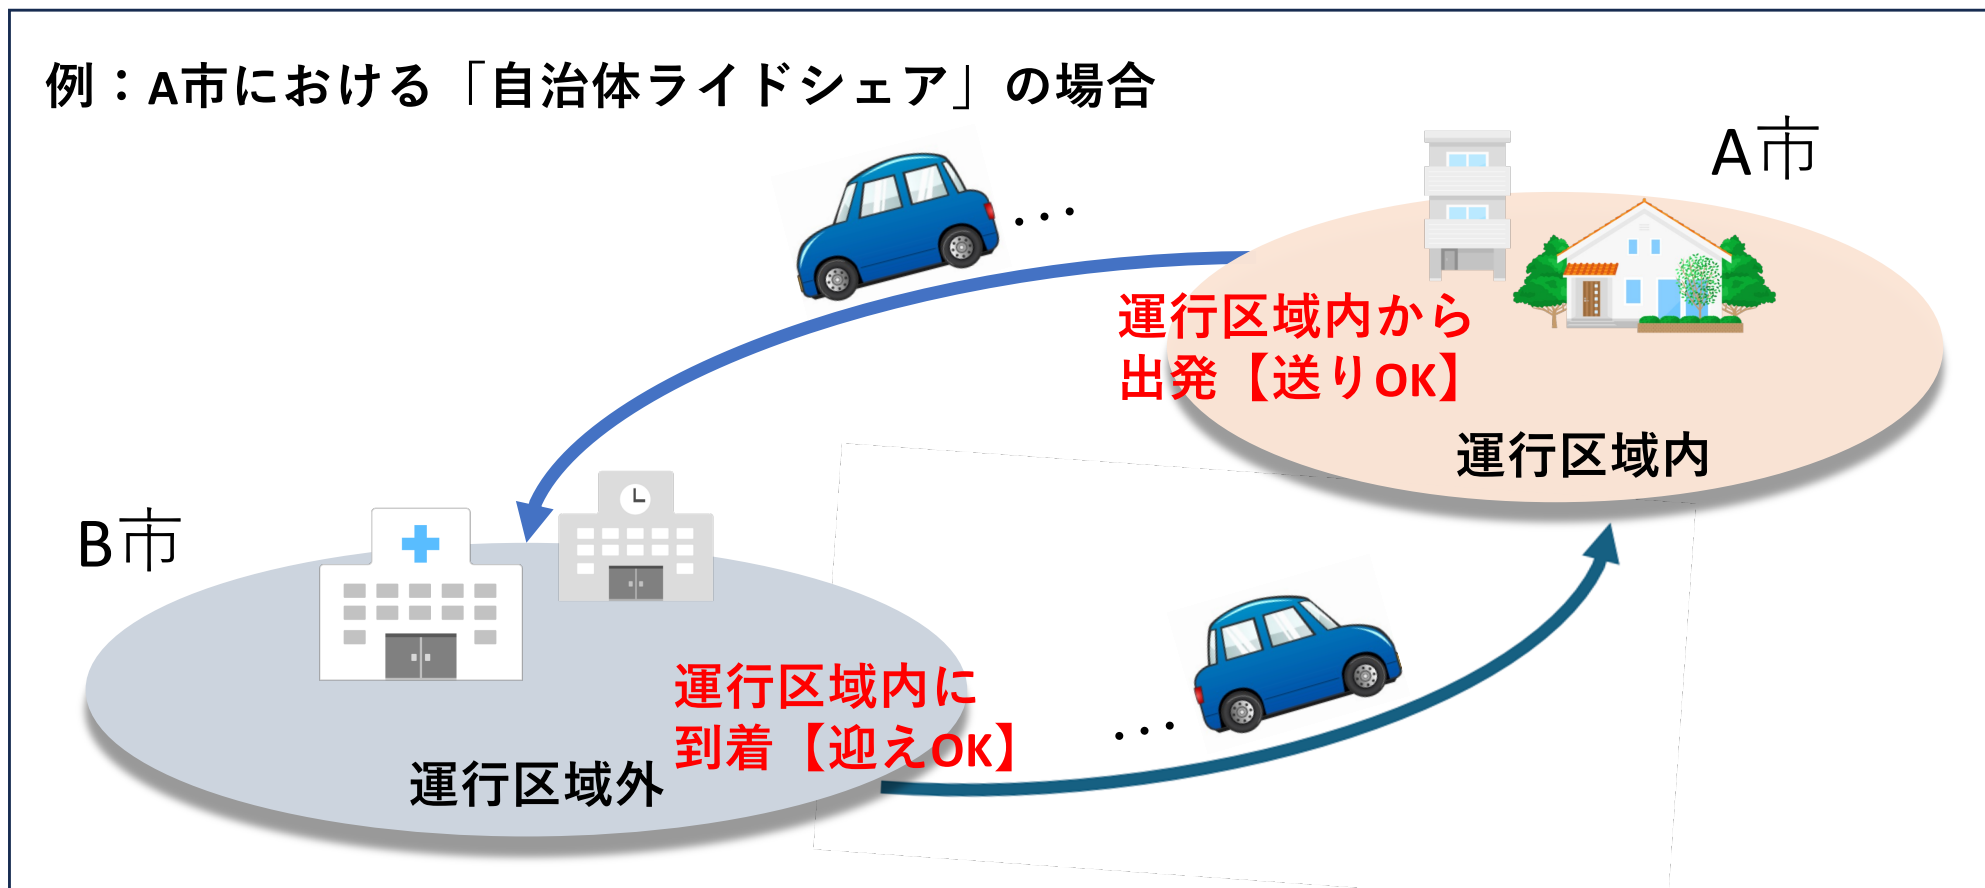 例：A市における「自治体ライドシェア」の場合
A市
運行区域内から
出発【送りOK】
運行区域内
B市
運行区域内に
到着【迎えOK】
運行区域外